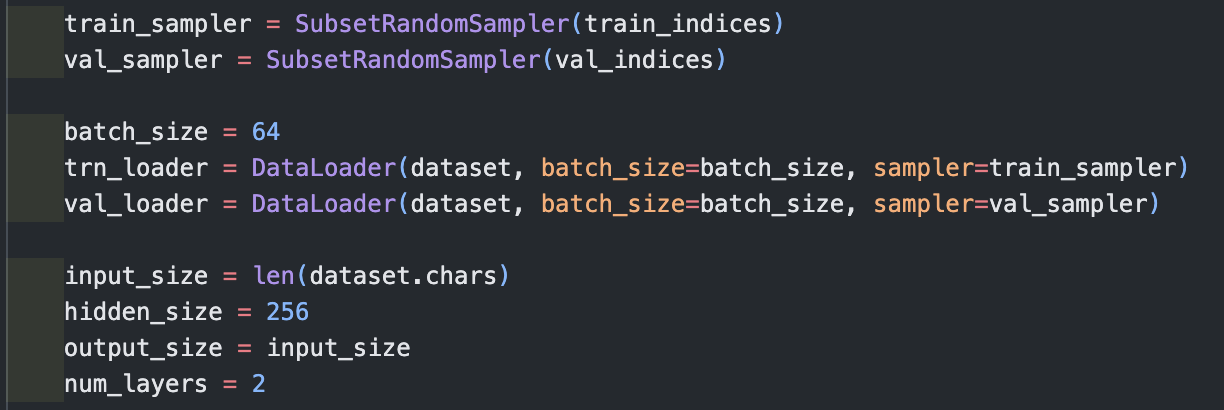 train_sampler = SubsetRandomSampler(train_indices)
val_sampler = SubsetRandomSampler(val_indices)
batch_size = 64
trn_loader = DataLoader(dataset, batch_size=batch_size, sampler=train_sampler)
val_loader = DataLoader(dataset, batch_size=batch_size, sampler=val_sampler)
input_size = len(dataset.chars)
hidden_size = 256
output_size = input_size
num_layers = 2